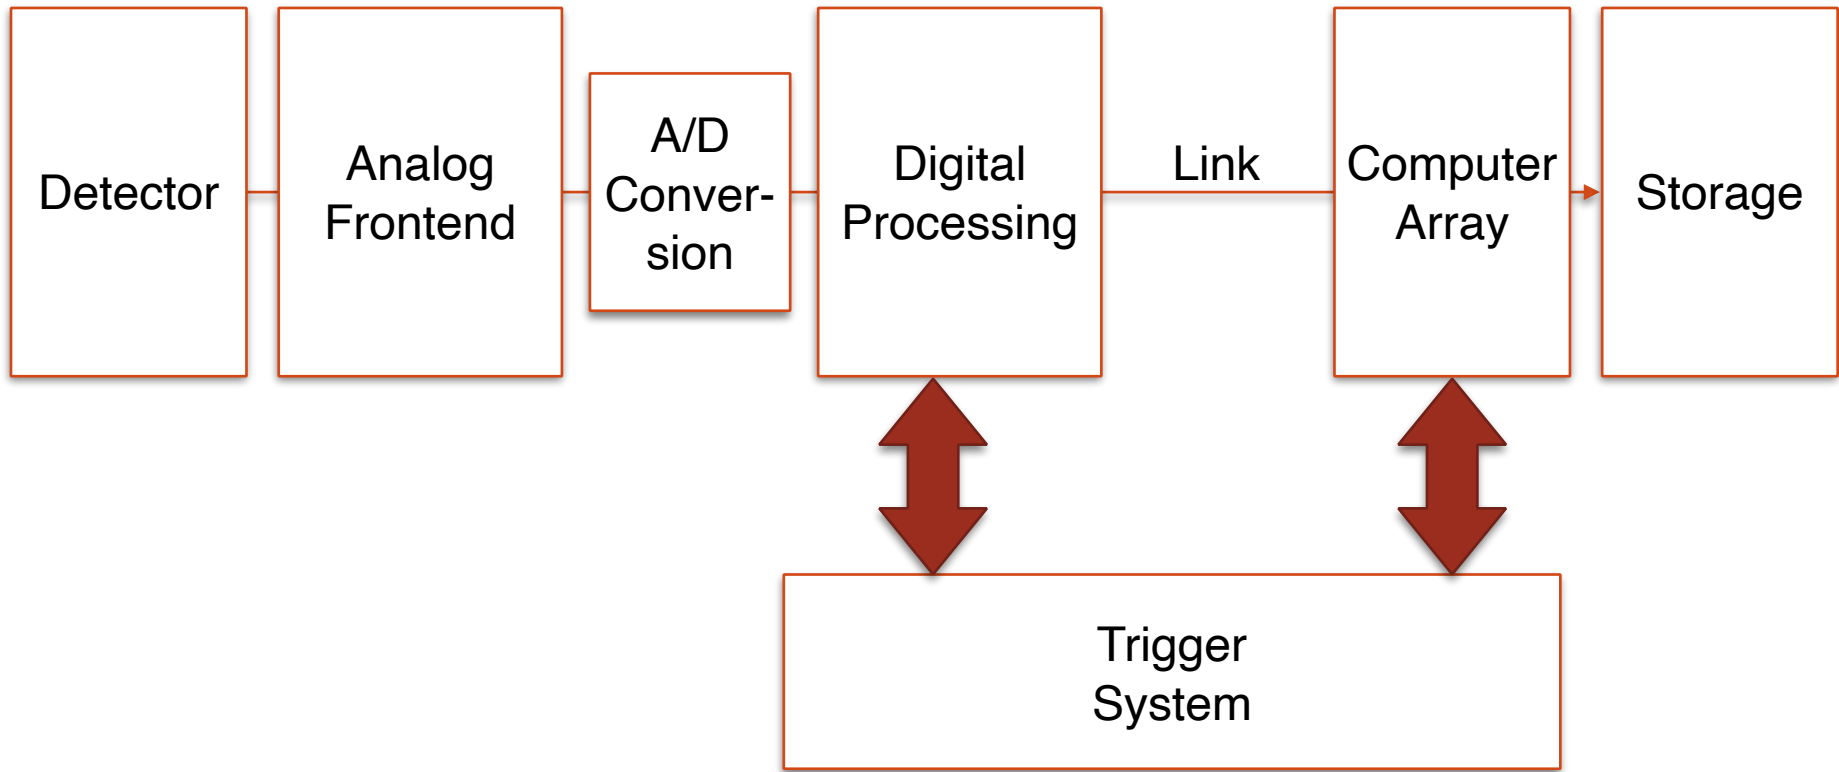 Detector
Analog
Frontend
A/D
Conver-
sion
Digital
Processing
Link
Computer
Array
Storage
Trigger
System